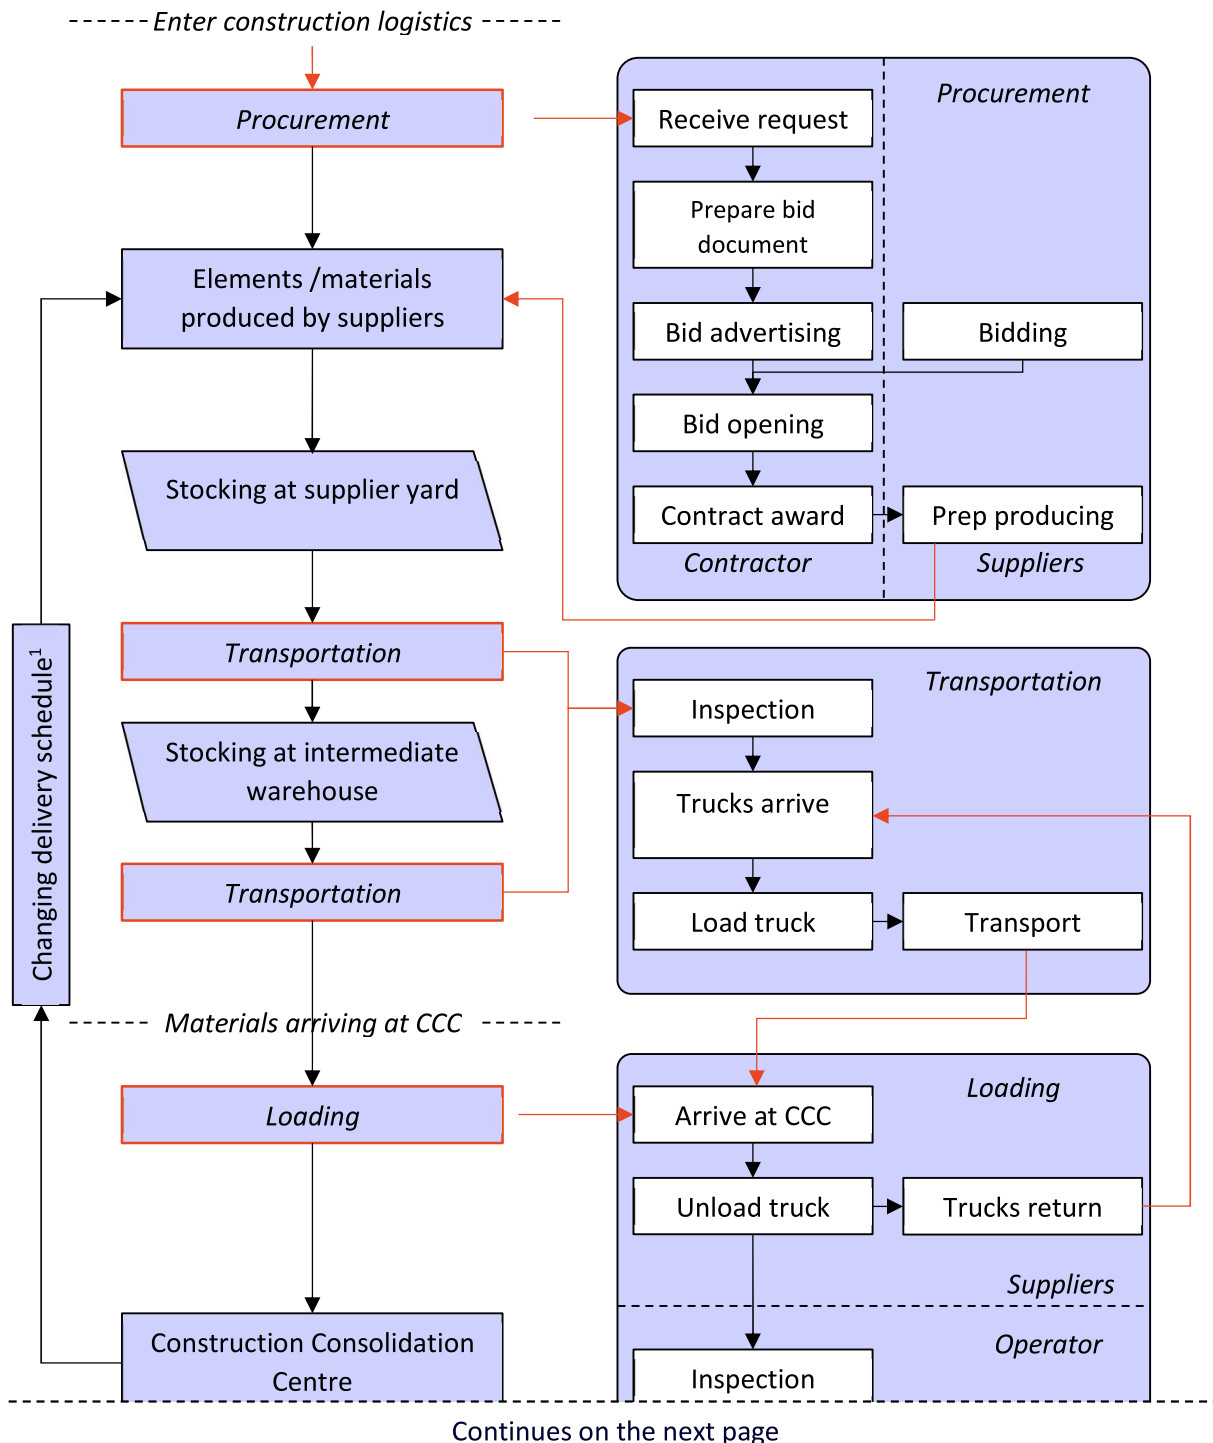 Enter construction logistics
Procurement
Elements /materials
produced by suppliers
Stocking at supplier yard
Transportation
Stocking at intermediate
warehouse
Transportation
Changing delivery schedule¹
Materials arriving at CCC
Loading
Construction Consolidation
Centre
Procurement
Receive request
Prepare bid
document
Bid advertising
Bidding
Bid opening
Contract award
Prep producing
Contractor
Suppliers
Transportation
Inspection
Trucks arrive
Load truck
Transport
Loading
Arrive at CCC
Unload truck
Trucks return
Suppliers
Operator
Inspection
Continues on the next page